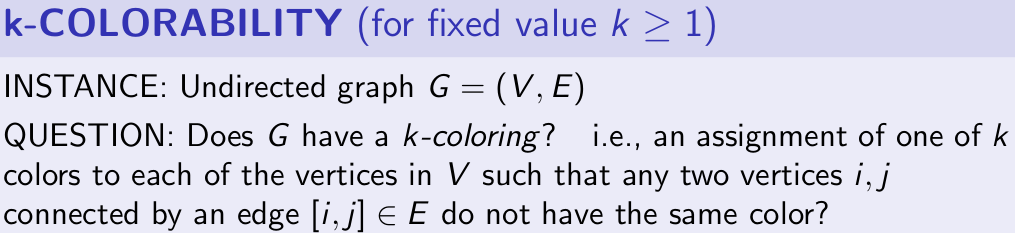 k-COLORABILITY (for fixed value k ≥ 1)
INSTANCE: Undirected graph G = (V, E)
QUESTION: Does G have a k-coloring? i.e., an assignment of one of k
colors to each of the vertices in V such that any two vertices i, j
connected by an edge [i, j] ∈ E do not have the same color?